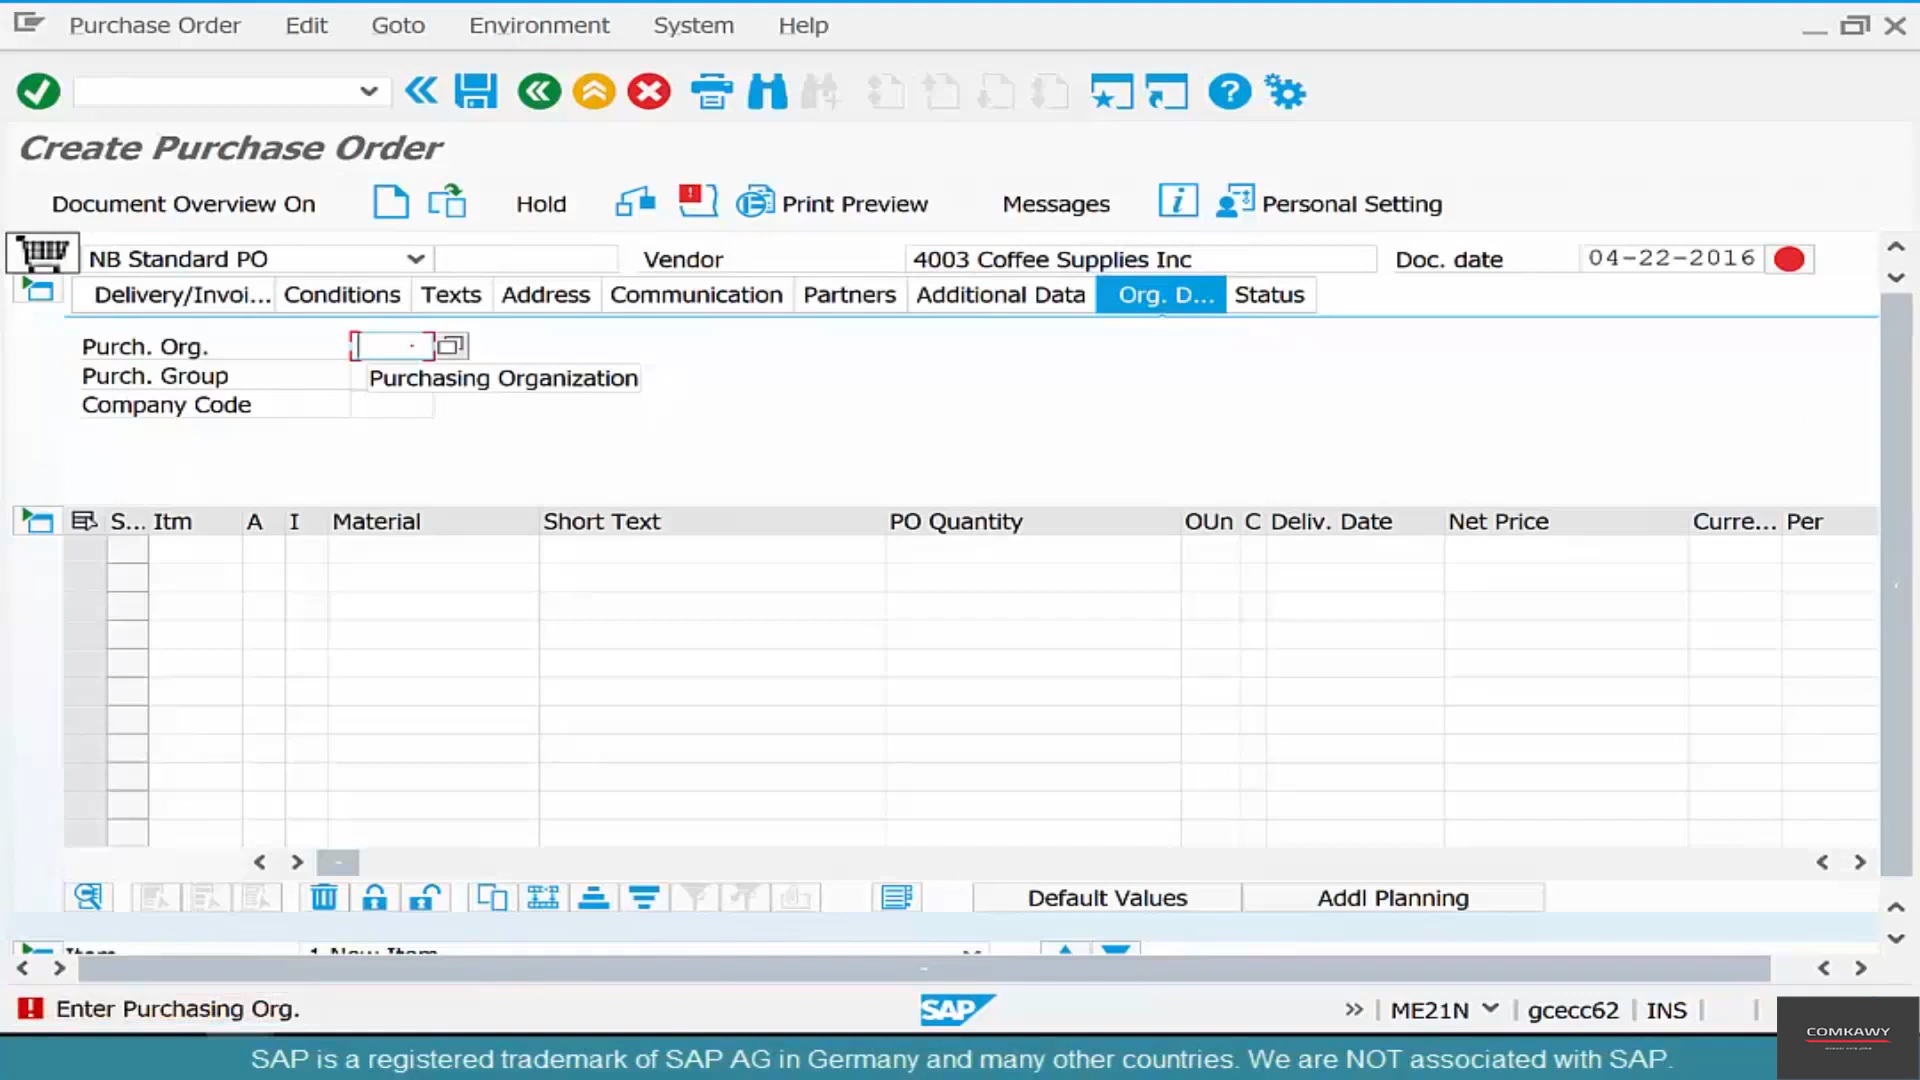 Purchase Order Edit Goto Environment System Help
Create Purchase Order
Document Overview On Hold Print Preview Messages Personal Setting
NB Standard PO Vendor 4003 Coffee Supplies Inc Doc. date 04-22-2016
Delivery/Invoi... Conditions Texts Address Communication Partners Additional Data Org. D... Status
Purch. Org.
Purch. Group Purchasing Organization
Company Code
S... Itm A I Material Short Text PO Quantity OUn C Deliv. Date Net Price Curre... Per
Default Values Addl Planning
Item 1 New Item
Enter Purchasing Org. SAP ME21N gcecc62 INS
COMKAWY
SAP is a registered trademark of SAP AG in Germany and many other countries. We are NOT associated with SAP.